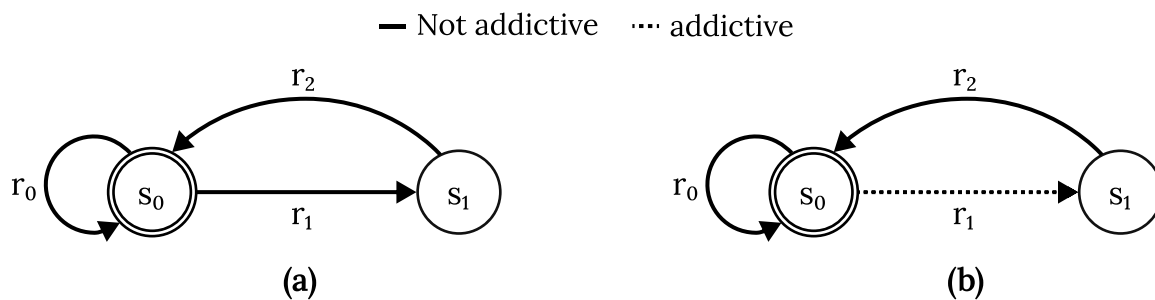 Not addictive addictive
r₂ r₂
r₀ s₀ s₁ r₀ s₀ s₁
r₁ r₁
(a) (b)